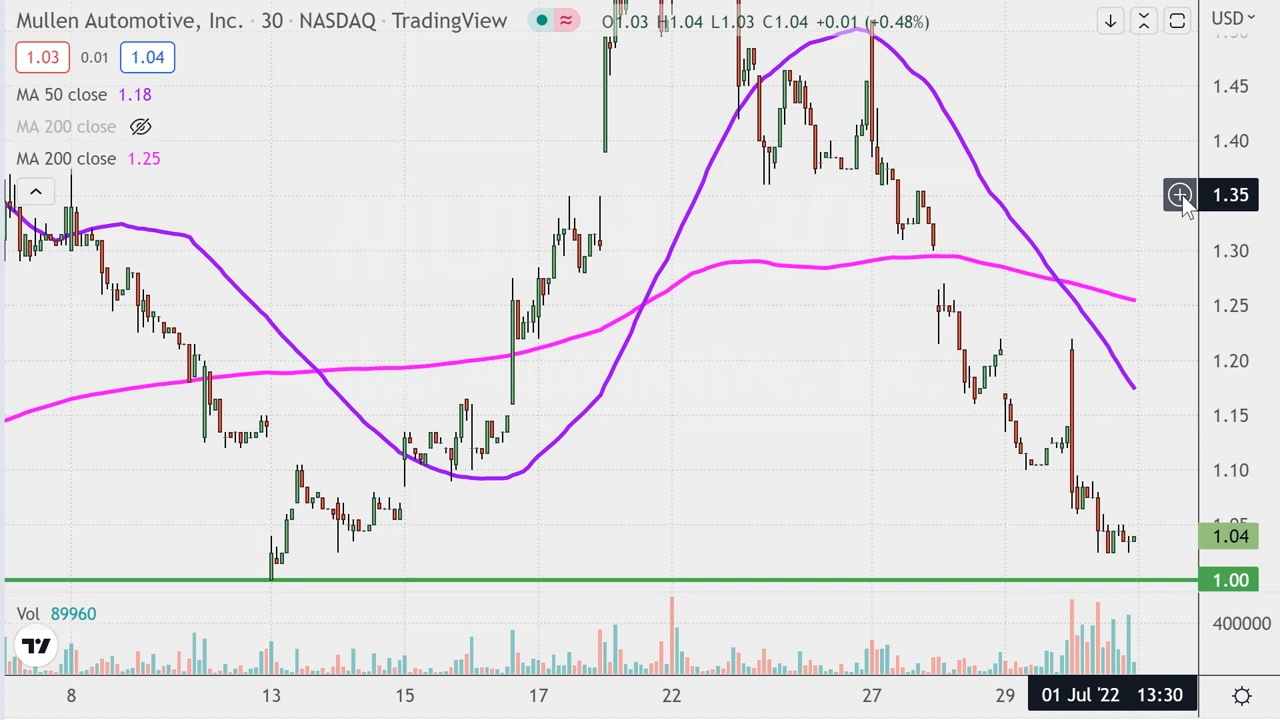 Mullen Automotive, Inc. · 30 · NASDAQ · TradingView
O1.03 H1.04 L1.03 C1.04 +0.01 (+0.48%)
USD
1.03 0.01 1.04
MA 50 close 1.18
MA 200 close
MA 200 close 1.25
1.45
1.40
1.35
1.30
1.25
1.20
1.15
1.10
1.05
1.04
1.00
Vol 89960
400000
8 13 15 17 22 27 29 01 Jul '22 13:30